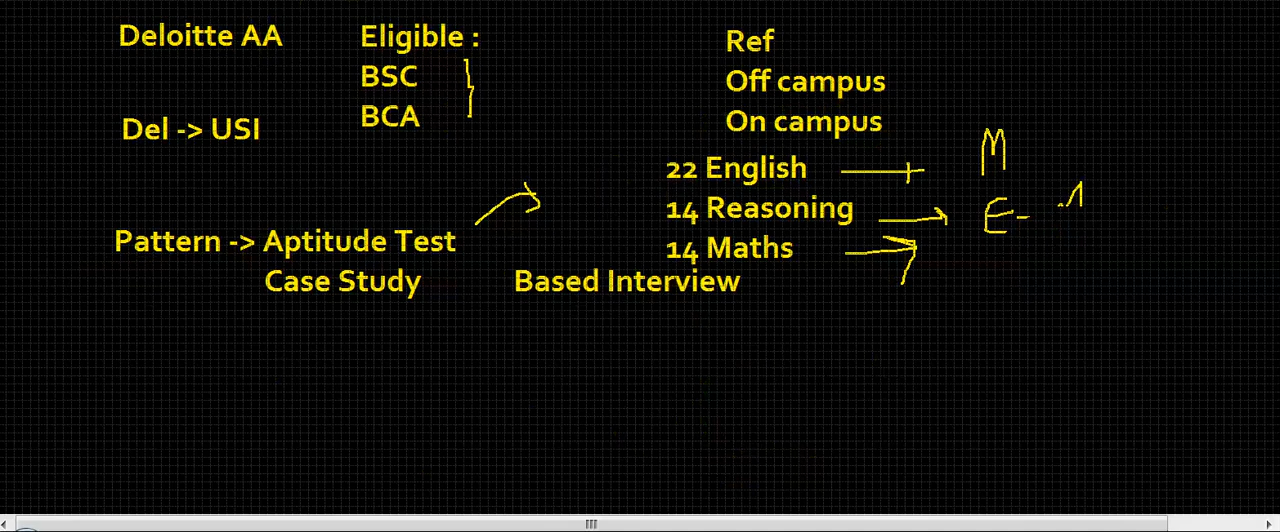 Deloitte AA
Eligible :
BSC
BCA
Del -> USI
Ref
Off campus
On campus
22 English
14 Reasoning
14 Maths
M
E-
Pattern -> Aptitude Test
Case Study Based Interview